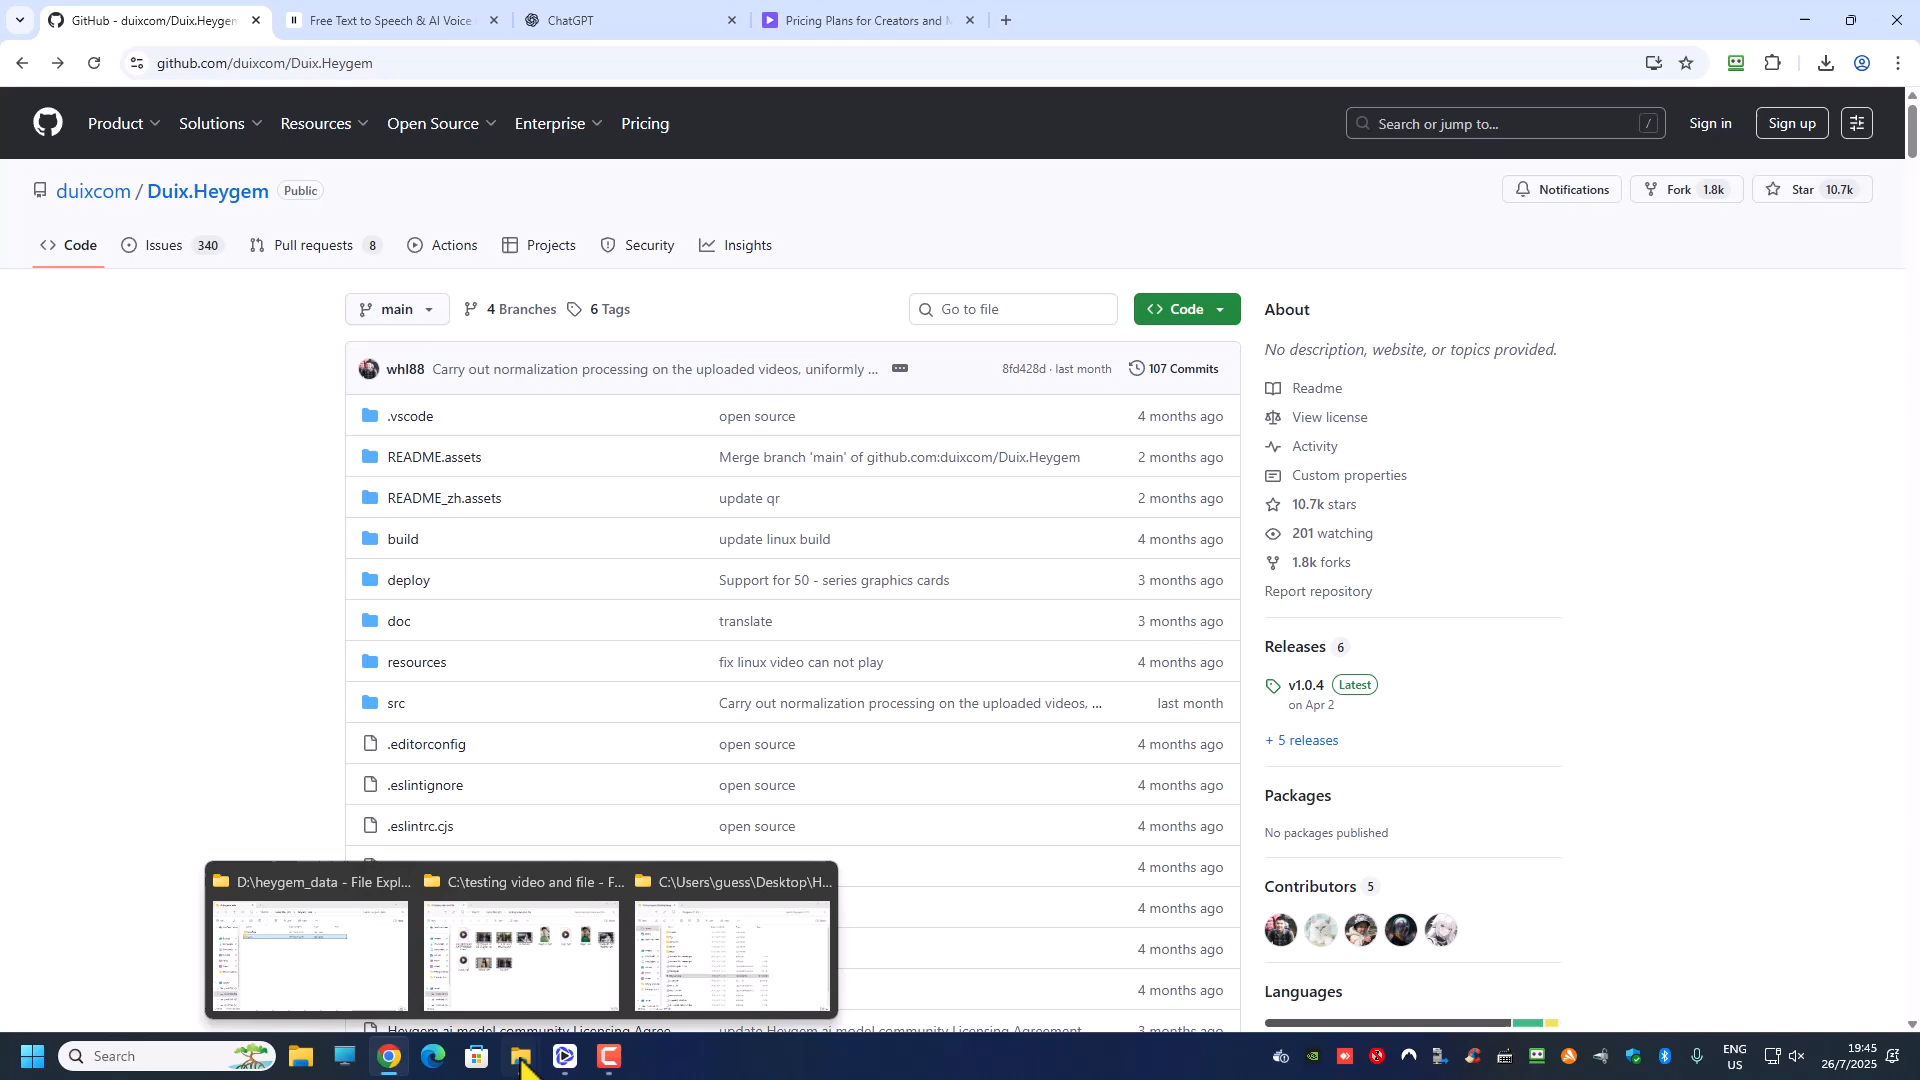 GitHub - duixcom/Duix.Heygem
Free Text to Speech & AI Voice
ChatGPT
Pricing Plans for Creators and M
github.com/duixcom/Duix.Heygem
Product
Solutions
Resources
Open Source
Enterprise
Pricing
Search or jump to...
/
Sign in
Sign up
duixcom / Duix.Heygem
Public
Notifications
Fork 1.8k
Star 10.7k
Code
Issues 340
Pull requests 8
Actions
Projects
Security
Insights
main
4 Branches
6 Tags
Go to file
Code
whl88 Carry out normalization processing on the uploaded videos, uniformly ...
8fd428d · last month
107 Commits
.vscode open source 4 months ago
README.assets Merge branch 'main' of github.com:duixcom/Duix.Heygem 2 months ago
README_zh.assets update qr 2 months ago
build update linux build 4 months ago
deploy Support for 50 - series graphics cards 3 months ago
doc translate 3 months ago
resources fix linux video can not play 4 months ago
src Carry out normalization processing on the uploaded videos, ... last month
.editorconfig open source 4 months ago
.eslintignore open source 4 months ago
.eslintrc.cjs open source 4 months ago
4 months ago
4 months ago
4 months ago
4 months ago
Heygem ai model community Licensing Agree... update Heygem ai model community Licensing Agreement 3 months ago
About
No description, website, or topics provided.
Readme
View license
Activity
Custom properties
10.7k stars
201 watching
1.8k forks
Report repository
Releases 6
v1.0.4 Latest
on Apr 2
+ 5 releases
Packages
No packages published
Contributors 5
Languages
D:\heygem_data - File Expl...
C:\testing video and file - F...
C:\Users\guess\Desktop\H...
Search
ENG
US
19:45
26/7/2025